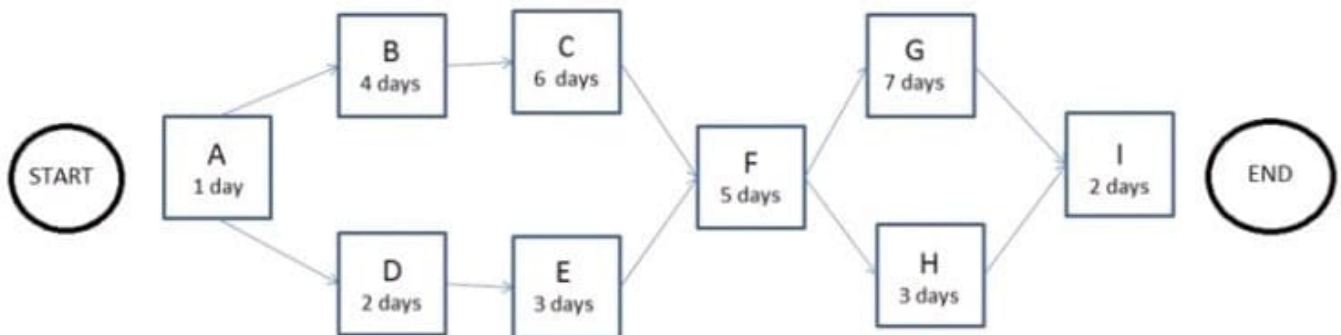 START
A
1 day
B
4 days
C
6 days
D
2 days
E
3 days
F
5 days
G
7 days
H
3 days
I
2 days
END